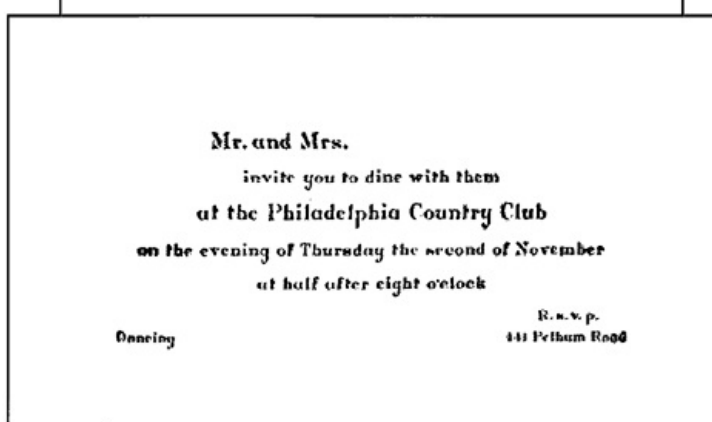 Mr. and Mrs.
invite you to dine with them
at the Philadelphia Country Club
on the evening of Thursday the second of November
at half after eight o'clock
R. s. v. p.
Dancing
441 Pelham Road